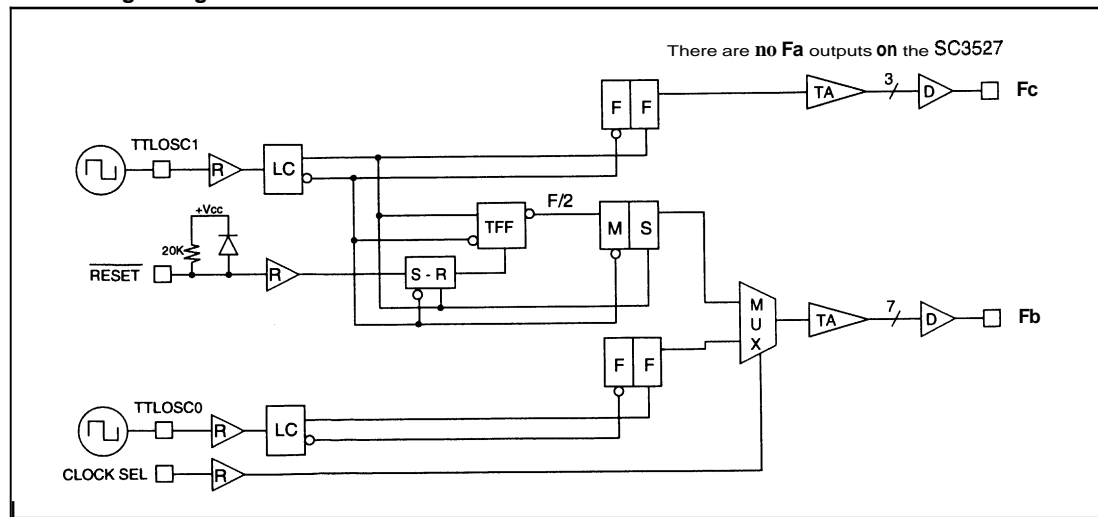 There are no Fa outputs on the SC3527
3
F F
TA
D
Fc
TTLOSC1
R
LC
F/2
+Vcc
TFF
M S
20K
RESET
R
S - R
MUX
7
TA
D
Fb
F F
TTLOSC0
R
LC
CLOCK SEL
R